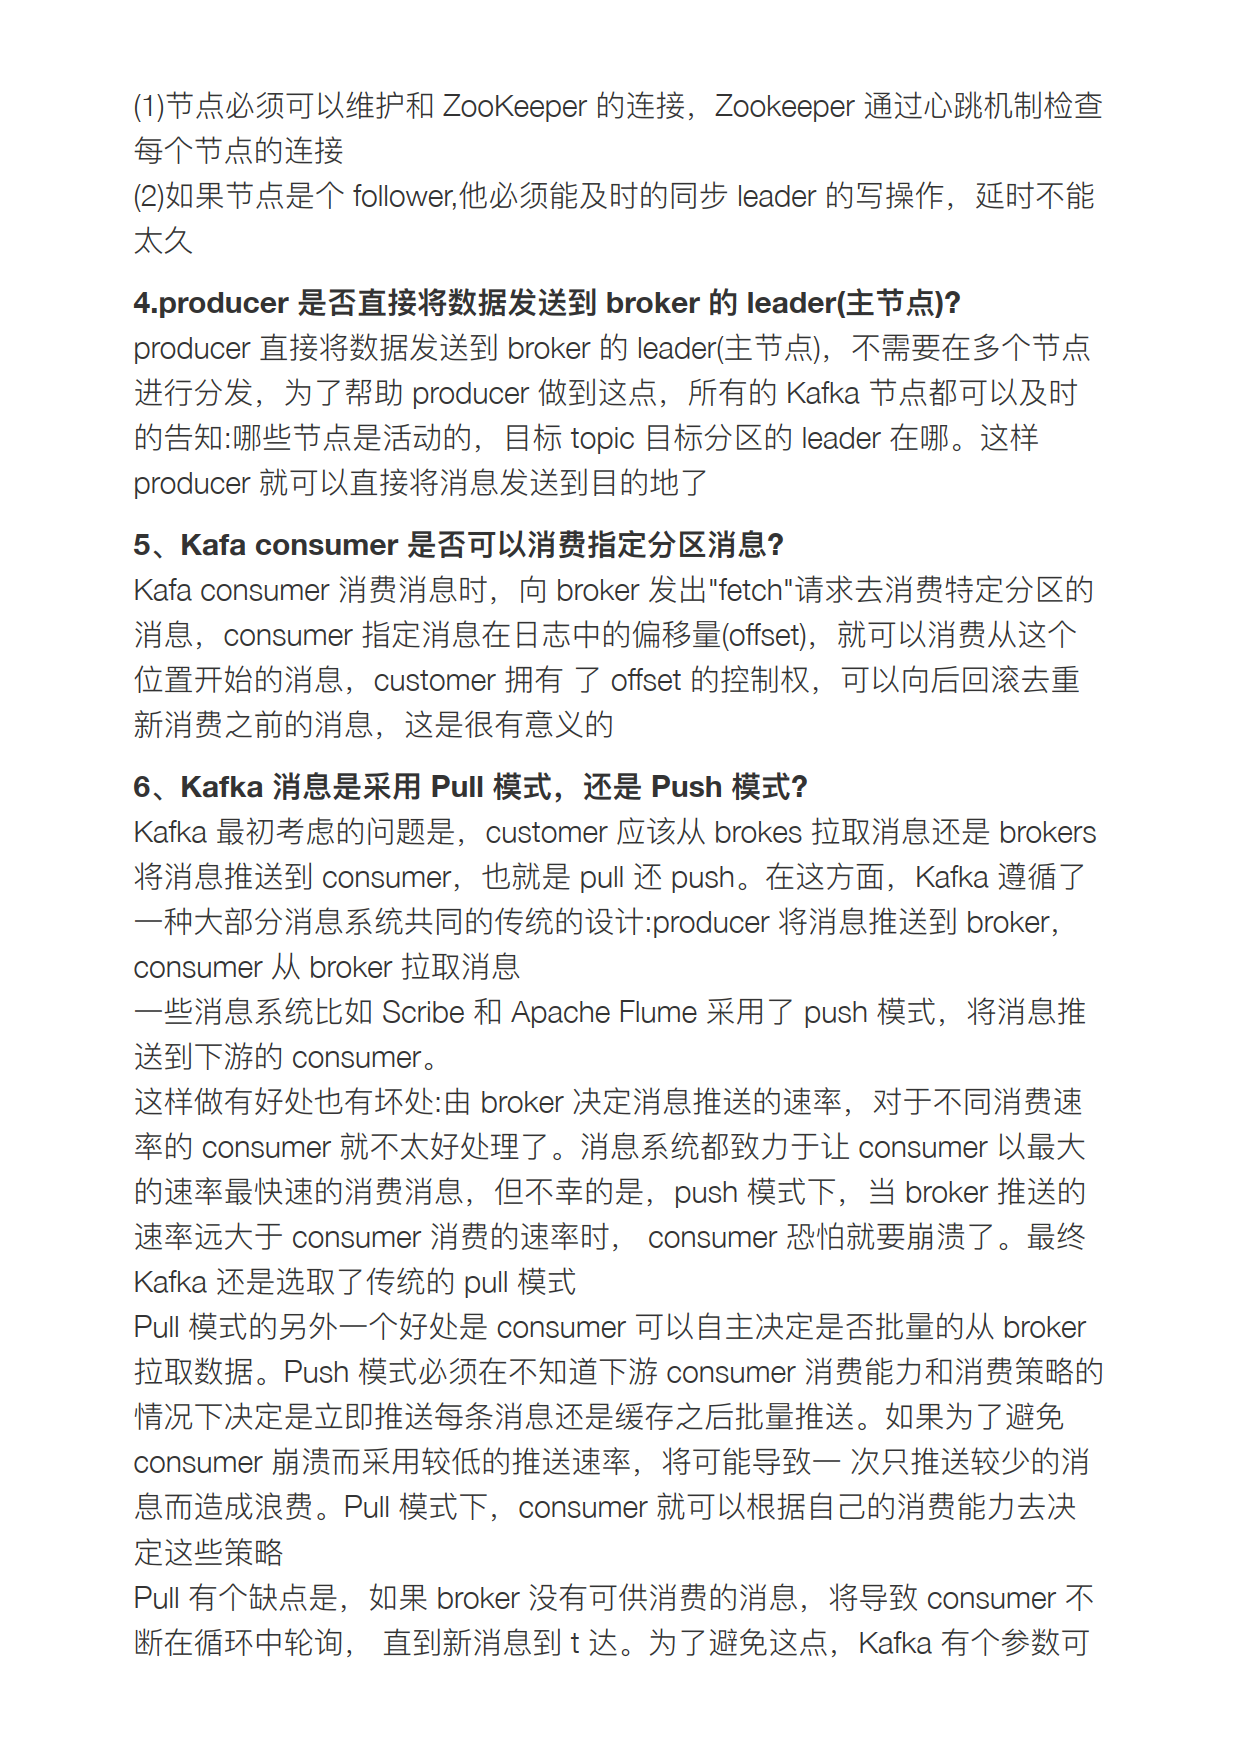 (1)节点必须可以维护和 ZooKeeper 的连接，Zookeeper 通过心跳机制检查
每个节点的连接
(2)如果节点是个 follower,他必须能及时的同步 leader 的写操作，延时不能
太久
4.producer 是否直接将数据发送到 broker 的 leader(主节点)?
producer 直接将数据发送到 broker 的 leader(主节点)，不需要在多个节点
进行分发，为了帮助 producer 做到这点，所有的 Kafka 节点都可以及时
的告知:哪些节点是活动的，目标 topic 目标分区的 leader 在哪。这样
producer 就可以直接将消息发送到目的地了
5、Kafa consumer 是否可以消费指定分区消息?
Kafa consumer 消费消息时，向 broker 发出"fetch"请求去消费特定分区的
消息，consumer 指定消息在日志中的偏移量(offset)，就可以消费从这个
位置开始的消息，customer 拥有 了 offset 的控制权，可以向后回滚去重
新消费之前的消息，这是很有意义的
6、Kafka 消息是采用 Pull 模式，还是 Push 模式?
Kafka 最初考虑的问题是，customer 应该从 brokes 拉取消息还是 brokers
将消息推送到 consumer，也就是 pull 还 push。在这方面，Kafka 遵循了
一种大部分消息系统共同的传统的设计:producer 将消息推送到 broker，
consumer 从 broker 拉取消息
一些消息系统比如 Scribe 和 Apache Flume 采用了 push 模式，将消息推
送到下游的 consumer。
这样做有好处也有坏处:由 broker 决定消息推送的速率，对于不同消费速
率的 consumer 就不太好处理了。消息系统都致力于让 consumer 以最大
的速率最快速的消费消息，但不幸的是，push 模式下，当 broker 推送的
速率远大于 consumer 消费的速率时， consumer 恐怕就要崩溃了。最终
Kafka 还是选取了传统的 pull 模式
Pull 模式的另外一个好处是 consumer 可以自主决定是否批量的从 broker
拉取数据。Push 模式必须在不知道下游 consumer 消费能力和消费策略的
情况下决定是立即推送每条消息还是缓存之后批量推送。如果为了避免
consumer 崩溃而采用较低的推送速率，将可能导致一 次只推送较少的消
息而造成浪费。Pull 模式下，consumer 就可以根据自己的消费能力去决
定这些策略
Pull 有个缺点是，如果 broker 没有可供消费的消息，将导致 consumer 不
断在循环中轮询， 直到新消息到 t 达。为了避免这点，Kafka 有个参数可